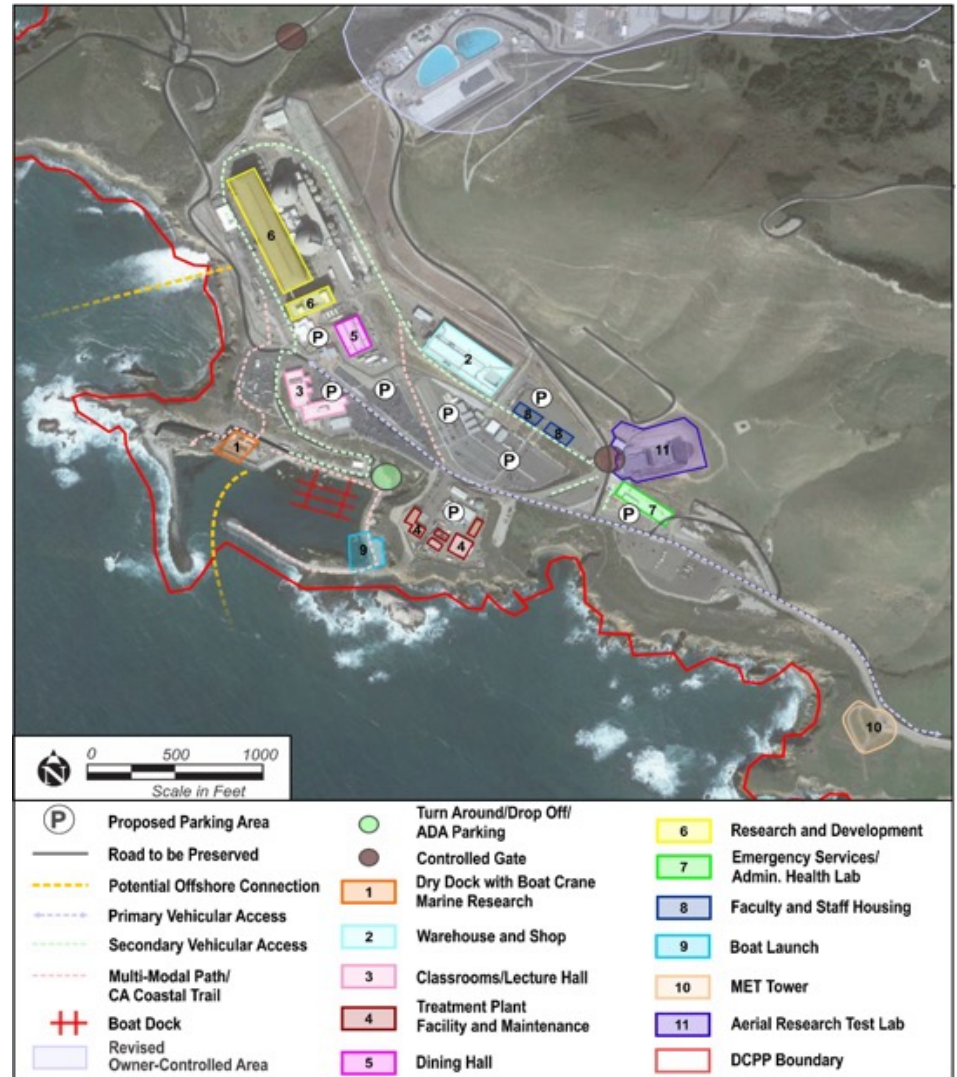 6
6
P
5
2
3
P
P
P
P
8
8
P
1
11
7
P
P
4
4
9
10
N
0 500 1000
Scale in Feet
P Proposed Parking Area
Road to be Preserved
Potential Offshore Connection
Primary Vehicular Access
Secondary Vehicular Access
Multi-Modal Path/
CA Coastal Trail
Boat Dock
Revised
Owner-Controlled Area
Turn Around/Drop Off/
ADA Parking
Controlled Gate
1 Dry Dock with Boat Crane
Marine Research
2 Warehouse and Shop
3 Classrooms/Lecture Hall
4 Treatment Plant
Facility and Maintenance
5 Dining Hall
6 Research and Development
7 Emergency Services/
Admin. Health Lab
8 Faculty and Staff Housing
9 Boat Launch
10 MET Tower
11 Aerial Research Test Lab
DCPP Boundary